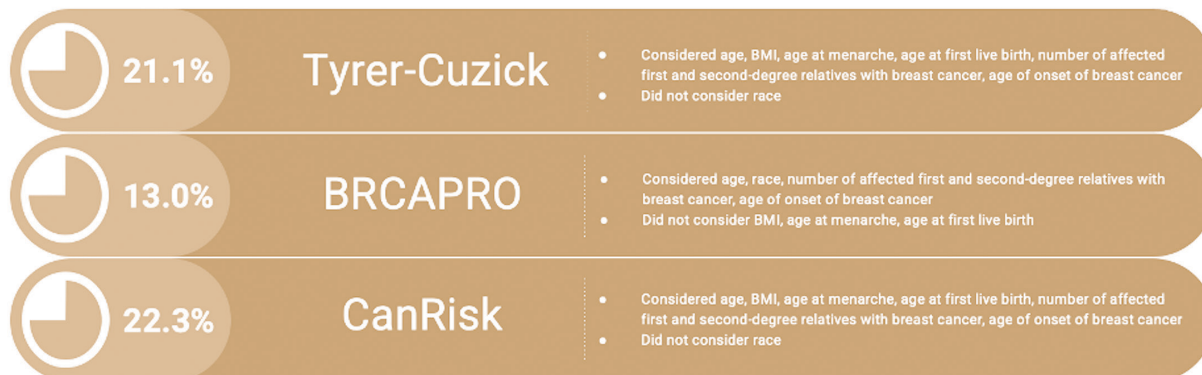 21.1%
Tyrer-Cuzick
• Considered age, BMI, age at menarche, age at first live birth, number of affected
first and second-degree relatives with breast cancer, age of onset of breast cancer
• Did not consider race
13.0%
BRCAPRO
• Considered age, race, number of affected first and second-degree relatives with
breast cancer, age of onset of breast cancer
• Did not consider BMI, age at menarche, age at first live birth
22.3%
CanRisk
• Considered age, BMI, age at menarche, age at first live birth, number of affected
first and second-degree relatives with breast cancer, age of onset of breast cancer
• Did not consider race